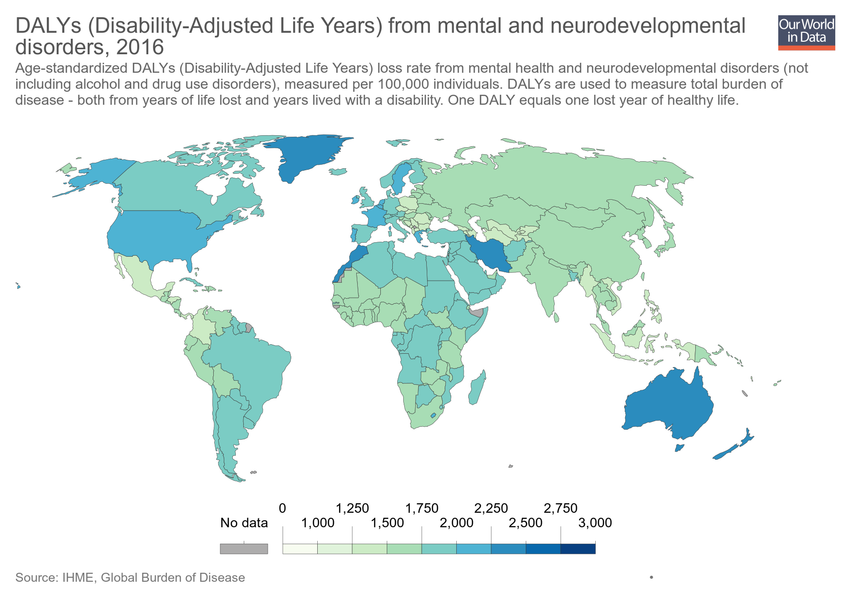 DALYs (Disability-Adjusted Life Years) from mental and neurodevelopmental
disorders, 2016
Our World
in Data
Age-standardized DALYs (Disability-Adjusted Life Years) loss rate from mental health and neurodevelopmental disorders (not
including alcohol and drug use disorders), measured per 100,000 individuals. DALYs are used to measure total burden of
disease - both from years of life lost and years lived with a disability. One DALY equals one lost year of healthy life.
0 1,250 1,750 2,250 2,750
No data 1,000 1,500 2,000 2,500 3,000
Source: IHME, Global Burden of Disease